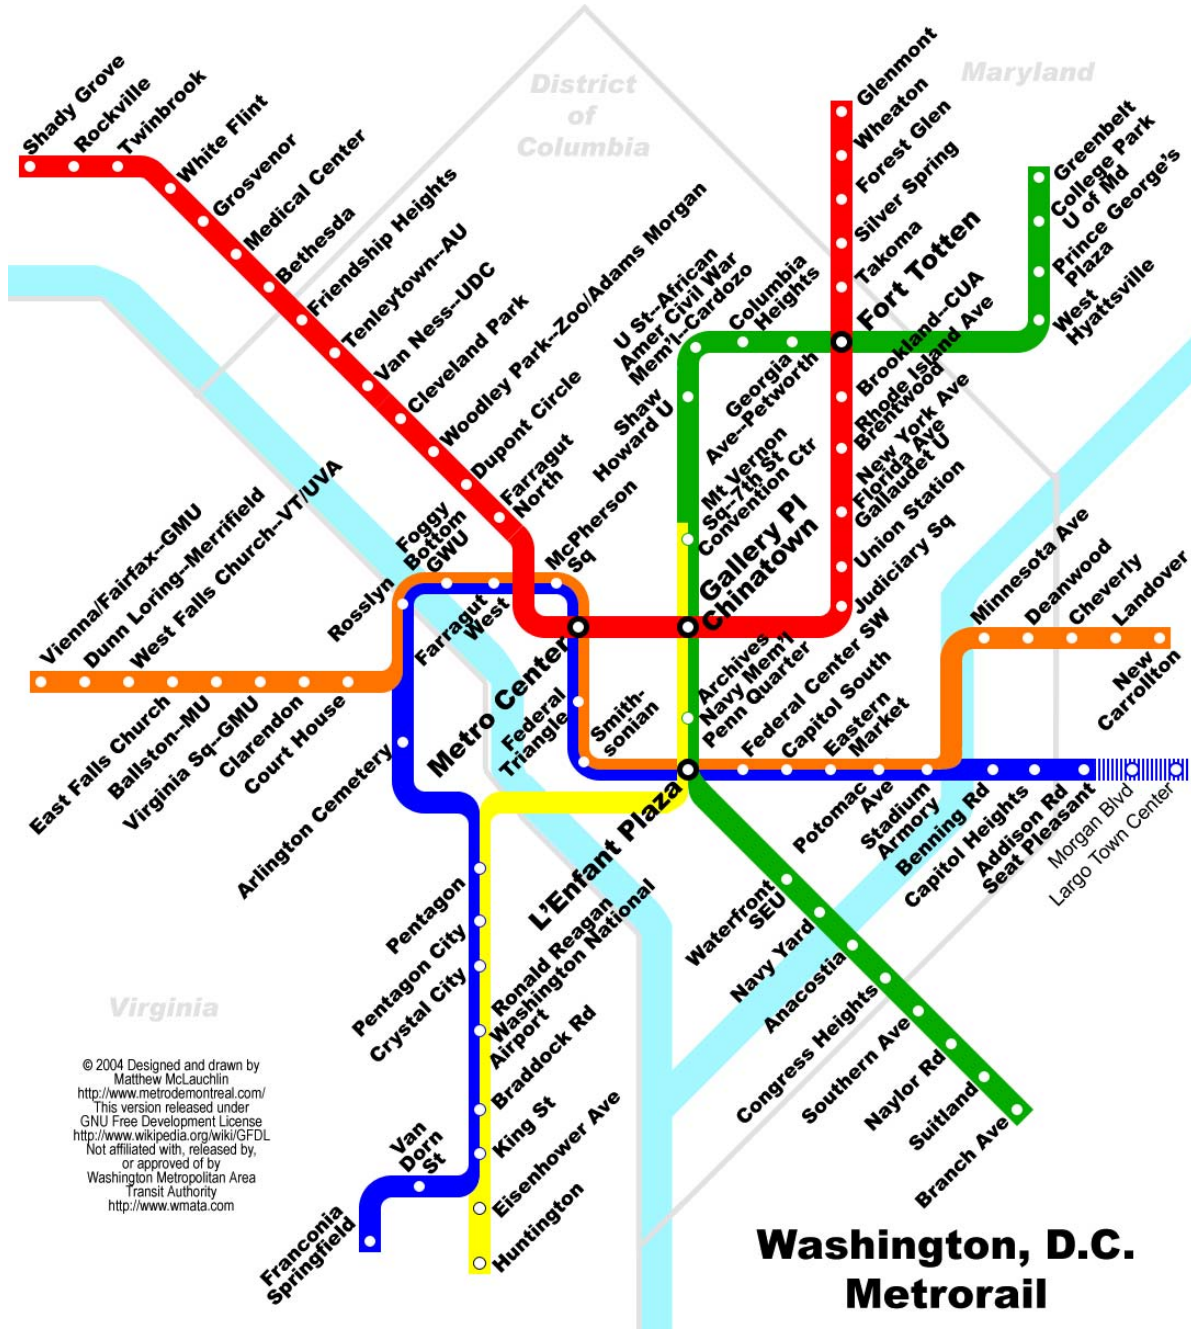 District
of
Columbia
Maryland
Shady Grove
Rockville
Twinbrook
White Flint
Grosvenor
Medical Center
Bethesda
Friendship Heights
Tenleytown--AU
Van Ness--UDC
Cleveland Park
Woodley Park--Zoo/Adams Morgan
Dupont Circle
Farragut
North
Glenmont
Wheaton
Forest Glen
Silver Spring
Takoma
Fort Totten
Brookland--CUA
Rhode Island Ave
Brentwood
New York Ave
Florida Ave
Gallaudet U
Union Station
Judiciary Sq
Greenbelt
College Park
U of Md
Prince George's
Plaza
West
Hyattsville
U St--African
Amer Civil War
Mem'l--Cardozo
Columbia
Heights
Georgia
Ave--Petworth
Shaw
Howard U
Mt Vernon
Sq--7th St
Convention Ctr
Gallery Pl
Chinatown
Archives
Navy Mem'l
Penn Quarter
Vienna/Fairfax--GMU
Dunn Loring--Merrifield
West Falls Church--VT/UVA
East Falls Church
Ballston--MU
Virginia Sq--GMU
Clarendon
Court House
Rosslyn
Foggy
Bottom
GWU
Farragut
West
McPherson
Sq
Metro Center
Federal
Triangle
Smith-
sonian
L'Enfant Plaza
Federal Center SW
Capitol South
Eastern
Market
Potomac
Ave
Stadium
Armory
Minnesota Ave
Deanwood
Cheverly
Landover
New
Carrollton
Benning Rd
Capitol Heights
Addison Rd
Seat Pleasant
Morgan Blvd
Largo Town Center
Arlington Cemetery
Pentagon
Pentagon City
Crystal City
Ronald Reagan
Washington National
Airport
Braddock Rd
King St
Eisenhower Ave
Huntington
Van
Dorn
St
Franconia
Springfield
Waterfront
SEU
Navy Yard
Anacostia
Congress Heights
Southern Ave
Naylor Rd
Suitland
Branch Ave
Virginia
© 2004 Designed and drawn by
Matthew McLauchlin
http://www.metrodemontreal.com/
This version released under
GNU Free Development License
http://www.wikipedia.org/wiki/GFDL
Not affiliated with, released by,
or approved of by
Washington Metropolitan Area
Transit Authority
http://www.wmata.com
Washington, D.C.
Metrorail